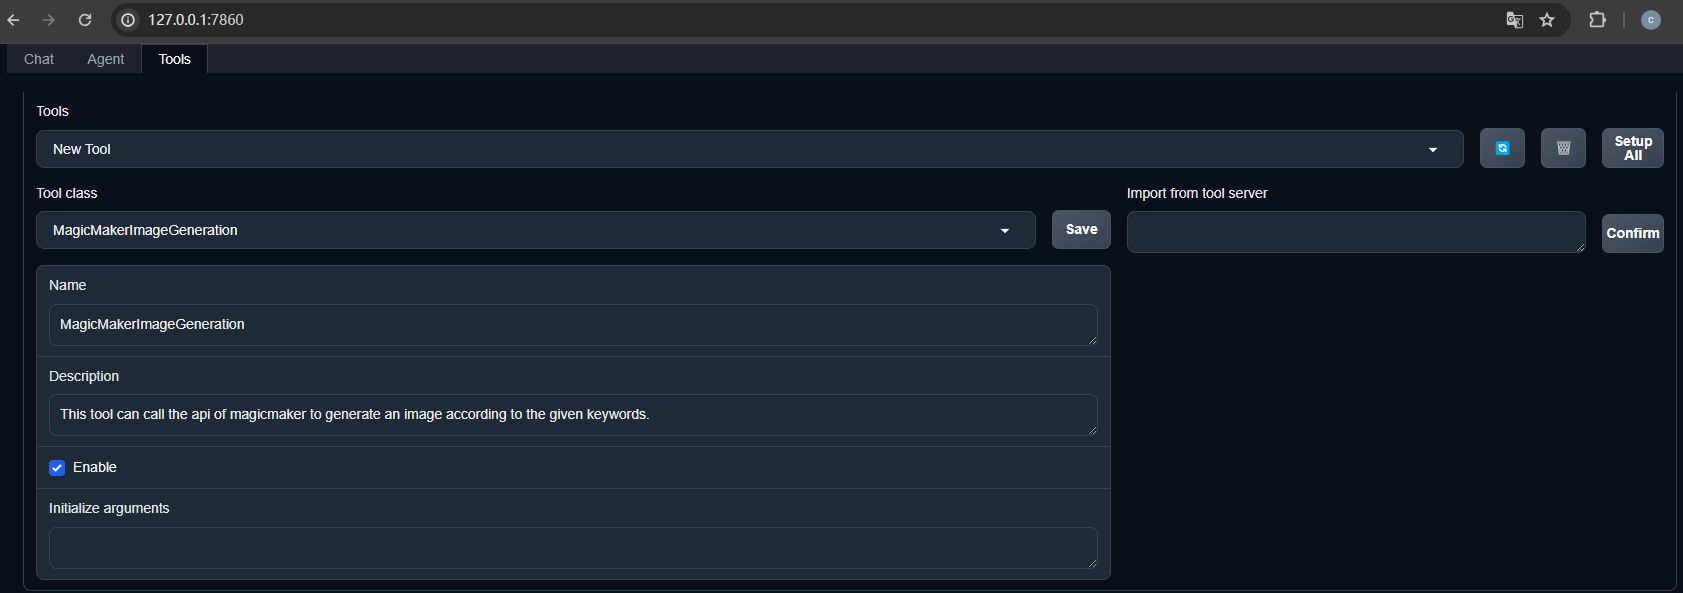 127.0.0.1:7860
c
Chat Agent Tools
Tools
New Tool
Setup
All
Tool class
Import from tool server
MagicMakerImageGeneration
Save
Confirm
Name
MagicMakerImageGeneration
Description
This tool can call the api of magicmaker to generate an image according to the given keywords.
Enable
Initialize arguments